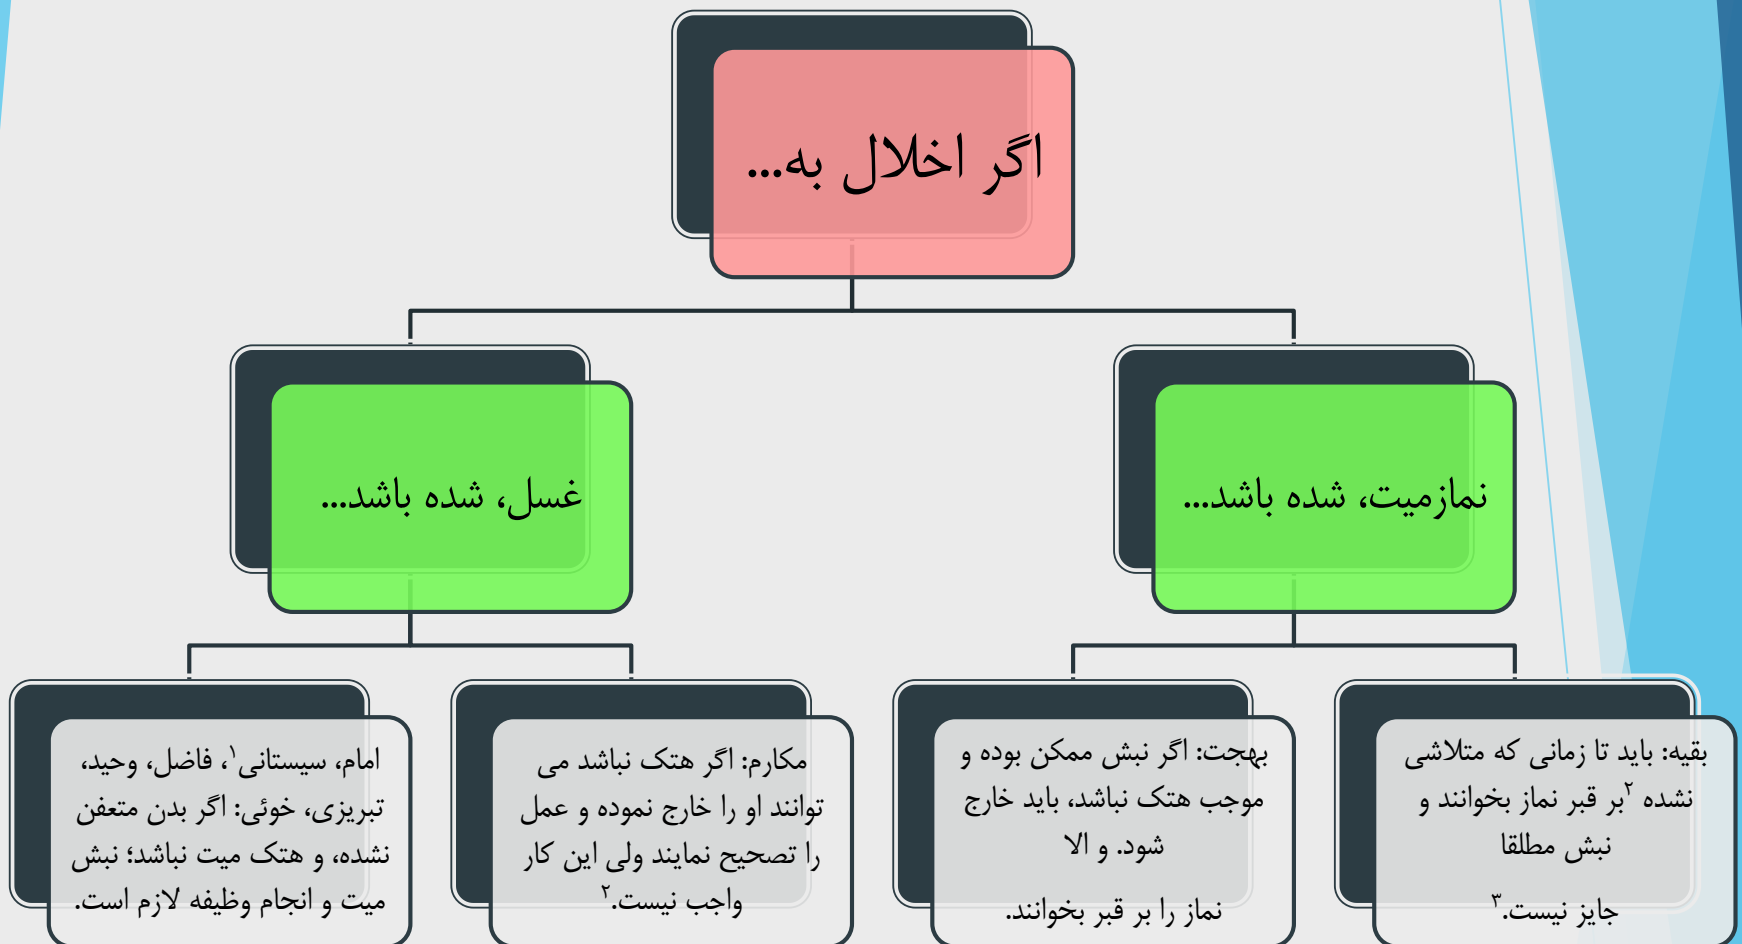 اگر اخلال به...
نمازمیت، شده باشد...
غسل، شده باشد...
بقیه: باید تا زمانی که متلاشی
نشده ۲بر قبر نماز بخوانند و
نبش مطلقا
جایز نیست.۳
بهجت: اگر نبش ممکن بوده و
موجب هتک نباشد، باید خارج
شود. و الا
نماز را بر قبر بخوانند.
مکارم: اگر هتک نباشد می
توانند او را خارج نموده و عمل
را تصحیح نمایند ولی این کار
واجب نیست.۲
امام، سیستانی۱، فاضل، وحید،
تبریزی، خوئی: اگر بدن متعفن
نشده، و هتک میت نباشد؛ نبش
میت و انجام وظیفه لازم است.